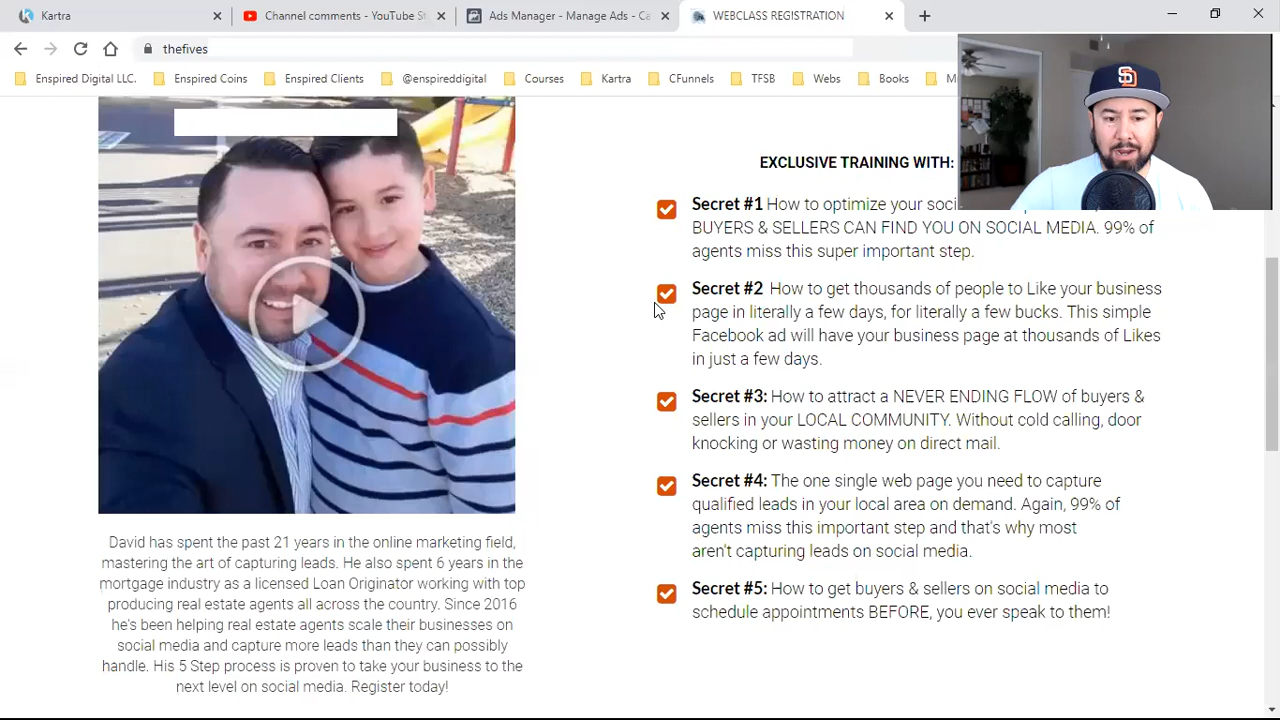 Kartra
Channel comments - YouTube St
Ads Manager - Manage Ads - Ca
WEBCLASS REGISTRATION
thefives
Enspired Digital LLC.
Enspired Coins
Enspired Clients
@enspireddigital
Courses
Kartra
CFunnels
TFSB
Webs
Books
SD
EXCLUSIVE TRAINING WITH:
Secret #1 How to optimize your soci
BUYERS & SELLERS CAN FIND YOU ON SOCIAL MEDIA. 99% of
agents miss this super important step.
Secret #2 How to get thousands of people to Like your business
page in literally a few days, for literally a few bucks. This simple
Facebook ad will have your business page at thousands of Likes
in just a few days.
Secret #3: How to attract a NEVER ENDING FLOW of buyers &
sellers in your LOCAL COMMUNITY. Without cold calling, door
knocking or wasting money on direct mail.
Secret #4: The one single web page you need to capture
qualified leads in your local area on demand. Again, 99% of
agents miss this important step and that's why most
aren't capturing leads on social media.
Secret #5: How to get buyers & sellers on social media to
schedule appointments BEFORE, you ever speak to them!
David has spent the past 21 years in the online marketing field,
mastering the art of capturing leads. He also spent 6 years in the
mortgage industry as a licensed Loan Originator working with top
producing real estate agents all across the country. Since 2016
he's been helping real estate agents scale their businesses on
social media and capture more leads than they can possibly
handle. His 5 Step process is proven to take your business to the
next level on social media. Register today!